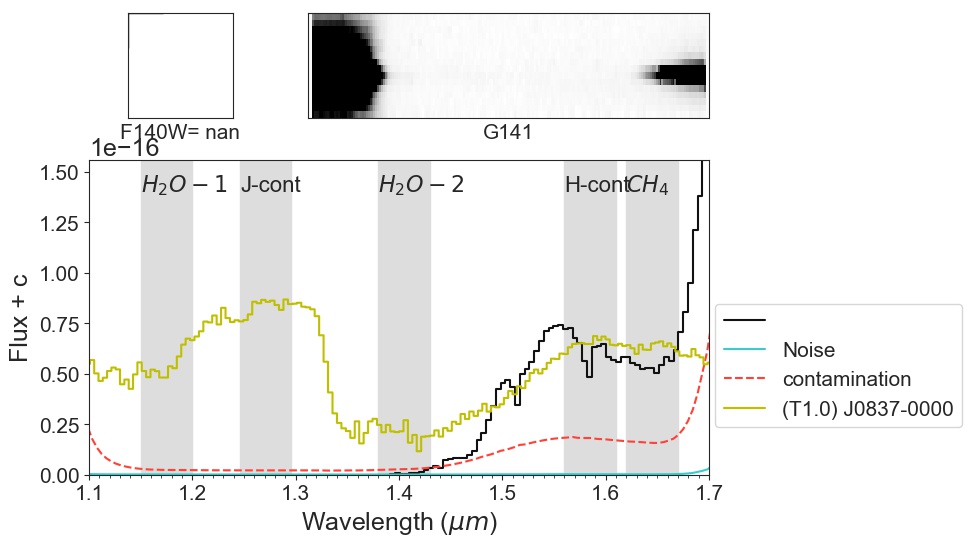 F140W= nan
G141
1e−16
H₂O − 1
J-cont
H₂O − 2
H-cont
CH₄
1.50
1.25
1.00
0.75
0.50
0.25
0.00
Flux + c
1.1
1.2
1.3
1.4
1.5
1.6
1.7
Wavelength (μm)
Noise
contamination
(T1.0) J0837-0000